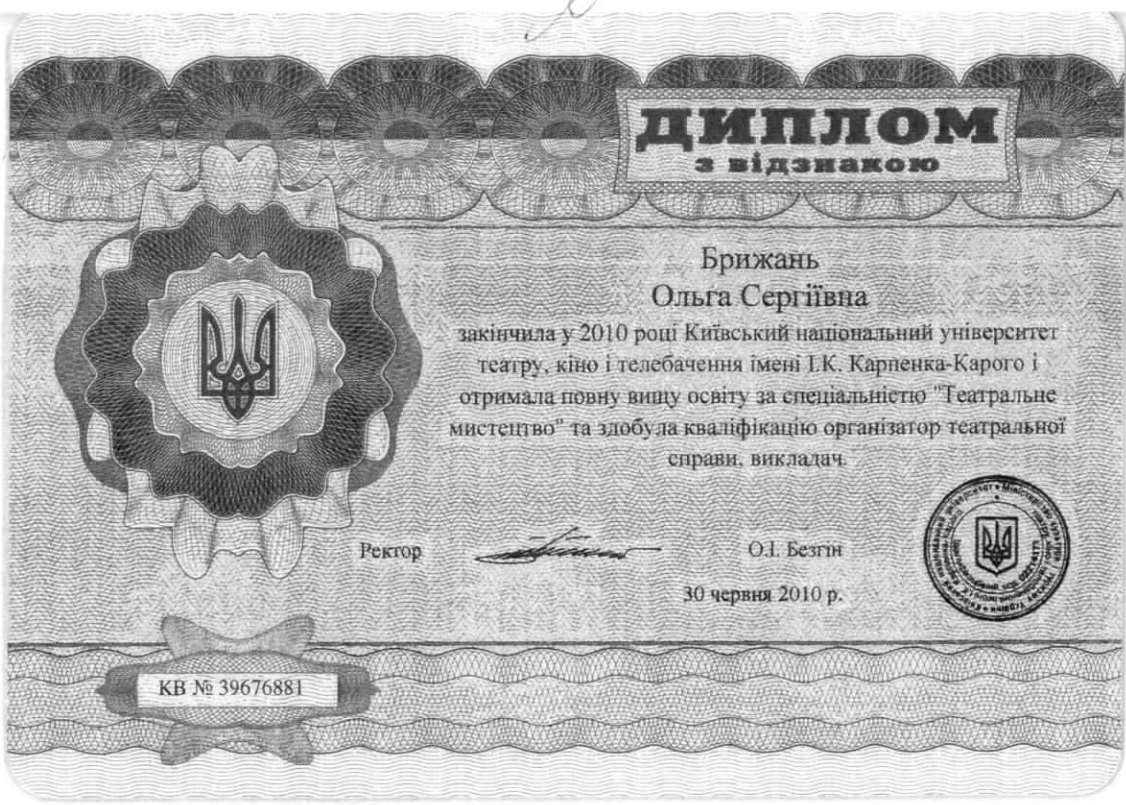 ДИПЛОМ
з відзнакою
Брижань
Ольга Сергіївна
закінчила у 2010 році Київський національний університет
театру, кіно і телебачення імені І.К. Карпенка-Карого і
отримала повну вищу освіту за спеціальністю "Театральне
мистецтво" та здобула кваліфікацію організатор театральної
справи, викладач.
Ректор
О.І. Безгін
30 червня 2010 р.
КВ № 39676881